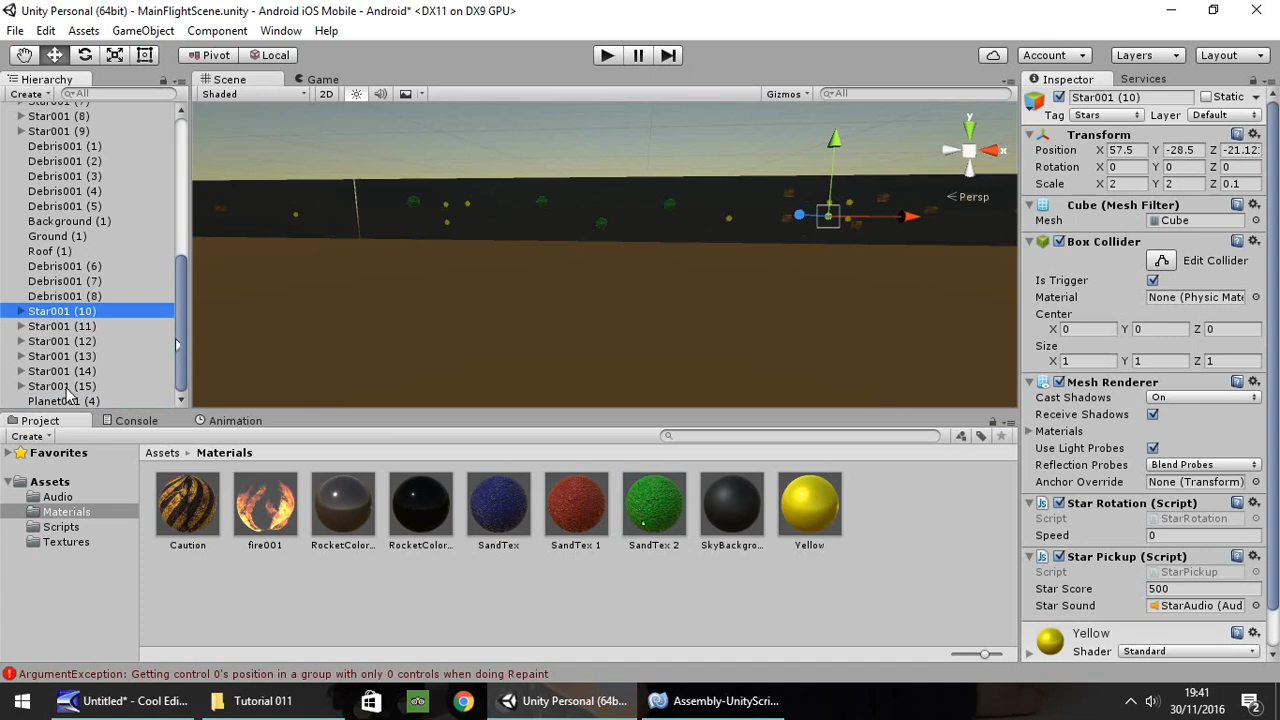 Unity Personal (64bit) - MainFlightScene.unity - Android iOS Mobile - Android* <DX11 on DX9 GPU>
File Edit Assets GameObject Component Window Help
Pivot Local Account Layers Layout
Hierarchy Scene Game Inspector Services
Create All Shaded 2D Gizmos All
Star001 (10) Static
Tag Stars Layer Default
Star001 (7)
Star001 (8)
Star001 (9)
Debris001 (1)
Debris001 (2)
Debris001 (3)
Debris001 (4)
Debris001 (5)
Background (1)
Ground (1)
Roof (1)
Debris001 (6)
Debris001 (7)
Debris001 (8)
Star001 (10)
Star001 (11)
Star001 (12)
Star001 (13)
Star001 (14)
Star001 (15)
(4)
y
x
Persp
Transform
Position X 57.5 Y -28.5 Z -21.12
Rotation X 0 Y 0 Z 0
Scale X 2 Y 2 Z 0.1
Cube (Mesh Filter)
Mesh Cube
Box Collider
Edit Collider
Is Trigger
Material None (Physic Mate
Center
X 0 Y 0 Z 0
Size
X 1 Y 1 Z 1
Mesh Renderer
Cast Shadows On
Receive Shadows
Materials
Use Light Probes
Reflection Probes Blend Probes
Anchor Override None (Transform)
Star Rotation (Script)
Script StarRotation
Speed 0
Star Pickup (Script)
Script StarPickup
Star Score 500
Star Sound StarAudio (Aud
Yellow
Shader Standard
Project Console Animation
Create
Favorites
Assets
Audio
Materials
Scripts
Textures
Assets Materials
Caution fire001 RocketColor... RocketColor... SandTex SandTex 1 SandTex 2 SkyBackgro... Yellow
ArgumentException: Getting control 0's position in a group with only 0 controls when doing Repaint
Untitled* - Cool Edi... Tutorial 011 Unity Personal (64b... Assembly-UnityScri...
19:41
30/11/2016
2